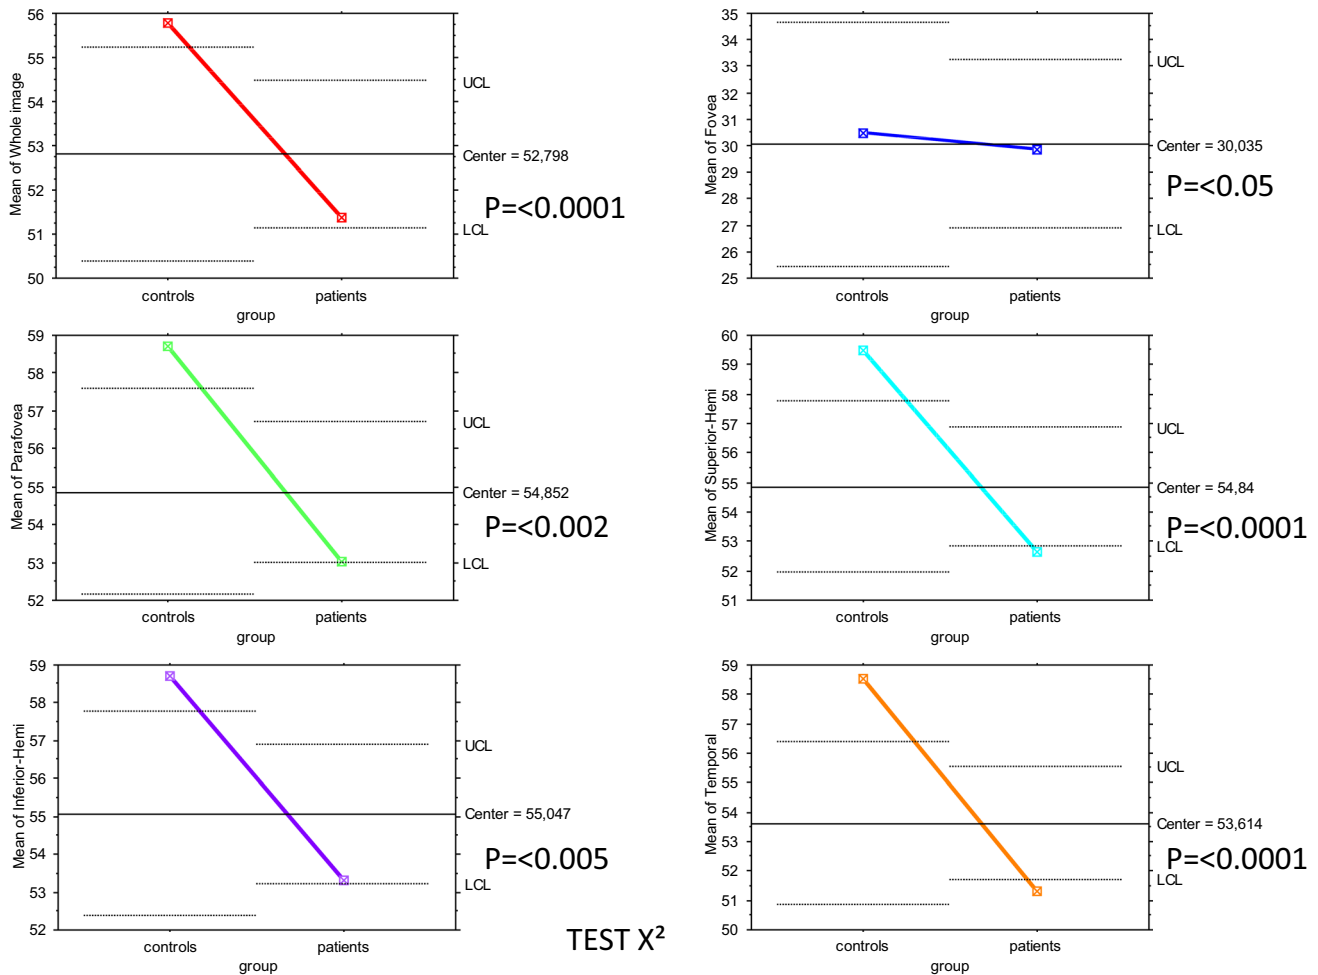 Mean of Whole image
56
55
54
53
52
51
50
UCL
Center = 52,798
LCL
P=<0.0001
controls patients
group
Mean of Fovea
35
34
33
32
31
30
29
28
27
26
25
UCL
Center = 30,035
LCL
P=<0.05
controls patients
group
Mean of Parafovea
59
58
57
56
55
54
53
52
UCL
Center = 54,852
LCL
P=<0.002
controls patients
group
Mean of Superior-Hemi
60
59
58
57
56
55
54
53
52
51
UCL
Center = 54,84
LCL
P=<0.0001
controls patients
group
Mean of Inferior-Hemi
59
58
57
56
55
54
53
52
UCL
Center = 55,047
LCL
P=<0.005
controls patients
group
Mean of Temporal
59
58
57
56
55
54
53
52
51
50
UCL
Center = 53,614
LCL
P=<0.0001
controls patients
group
TEST X²